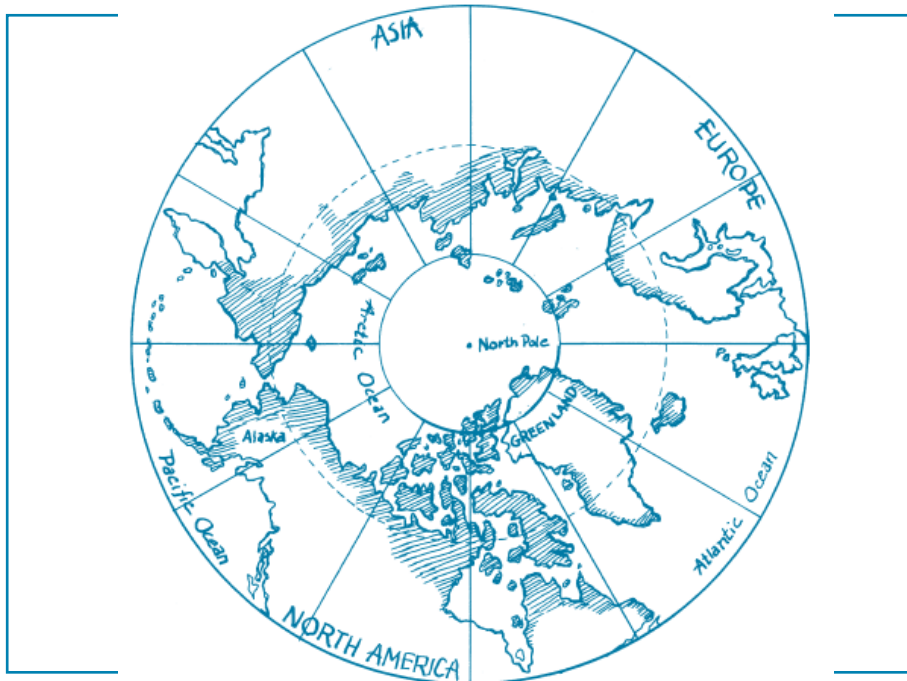 ASIA
EUROPE
Arctic Ocean
North Pole
GREENLAND
Alaska
Pacific Ocean
Atlantic Ocean
NORTH AMERICA